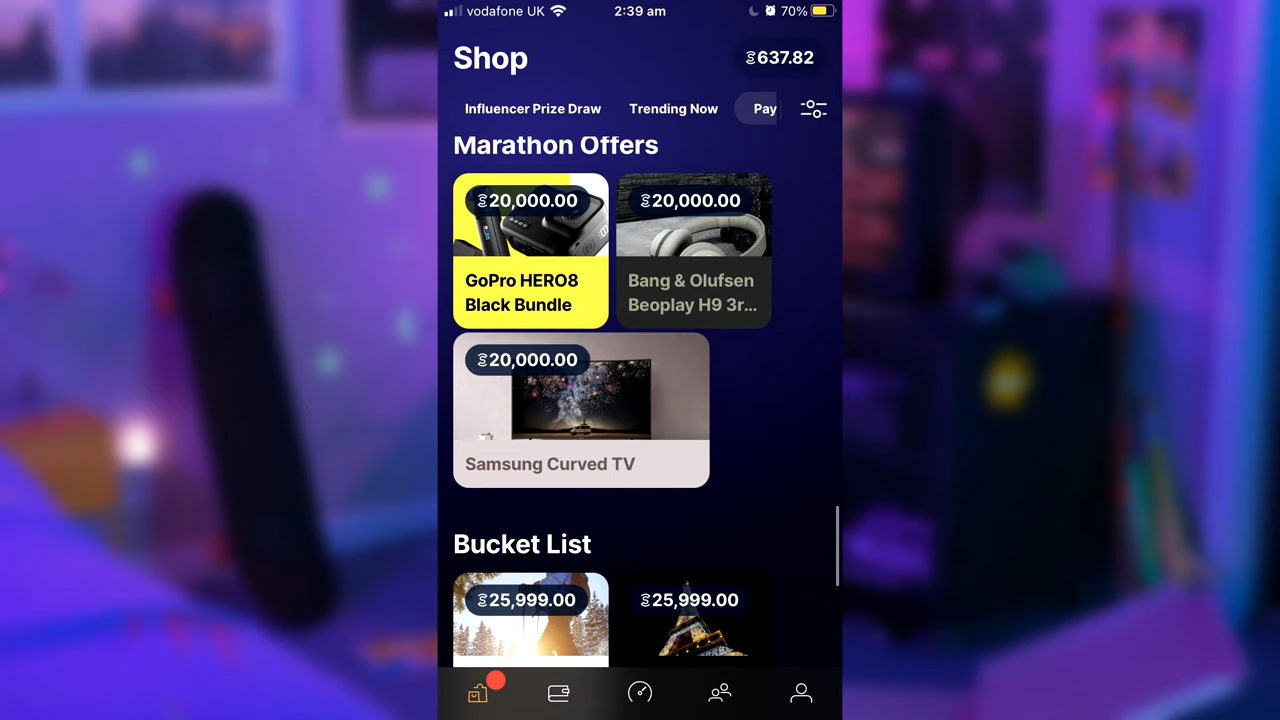 vodafone UK
2:39 am
70%
Shop
637.82
Influencer Prize Draw
Trending Now
Pay
Marathon Offers
20,000.00
20,000.00
GoPro HERO8
Black Bundle
Bang & Olufsen
Beoplay H9 3r...
20,000.00
Samsung Curved TV
Bucket List
25,999.00
25,999.00